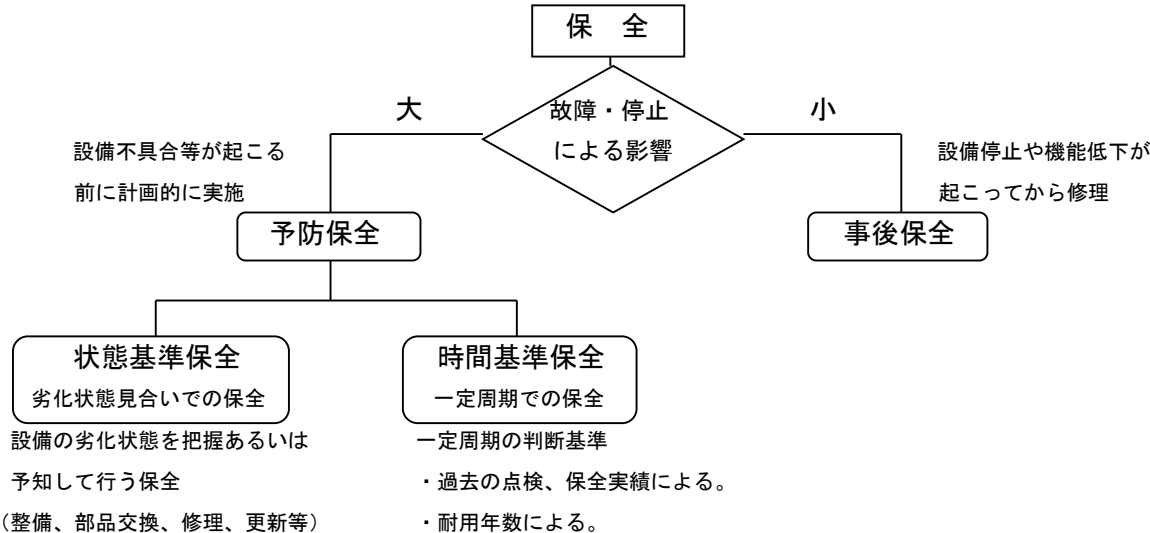 保　全
故障・停止
による影響
大
小
設備不具合等が起こる
前に計画的に実施
設備停止や機能低下が
起こってから修理
予防保全
事後保全
状態基準保全
劣化状態見合いでの保全
設備の劣化状態を把握あるいは
予知して行う保全
（整備、部品交換、修理、更新等）
時間基準保全
一定周期での保全
一定周期の判断基準
・過去の点検、保全実績による。
・耐用年数による。